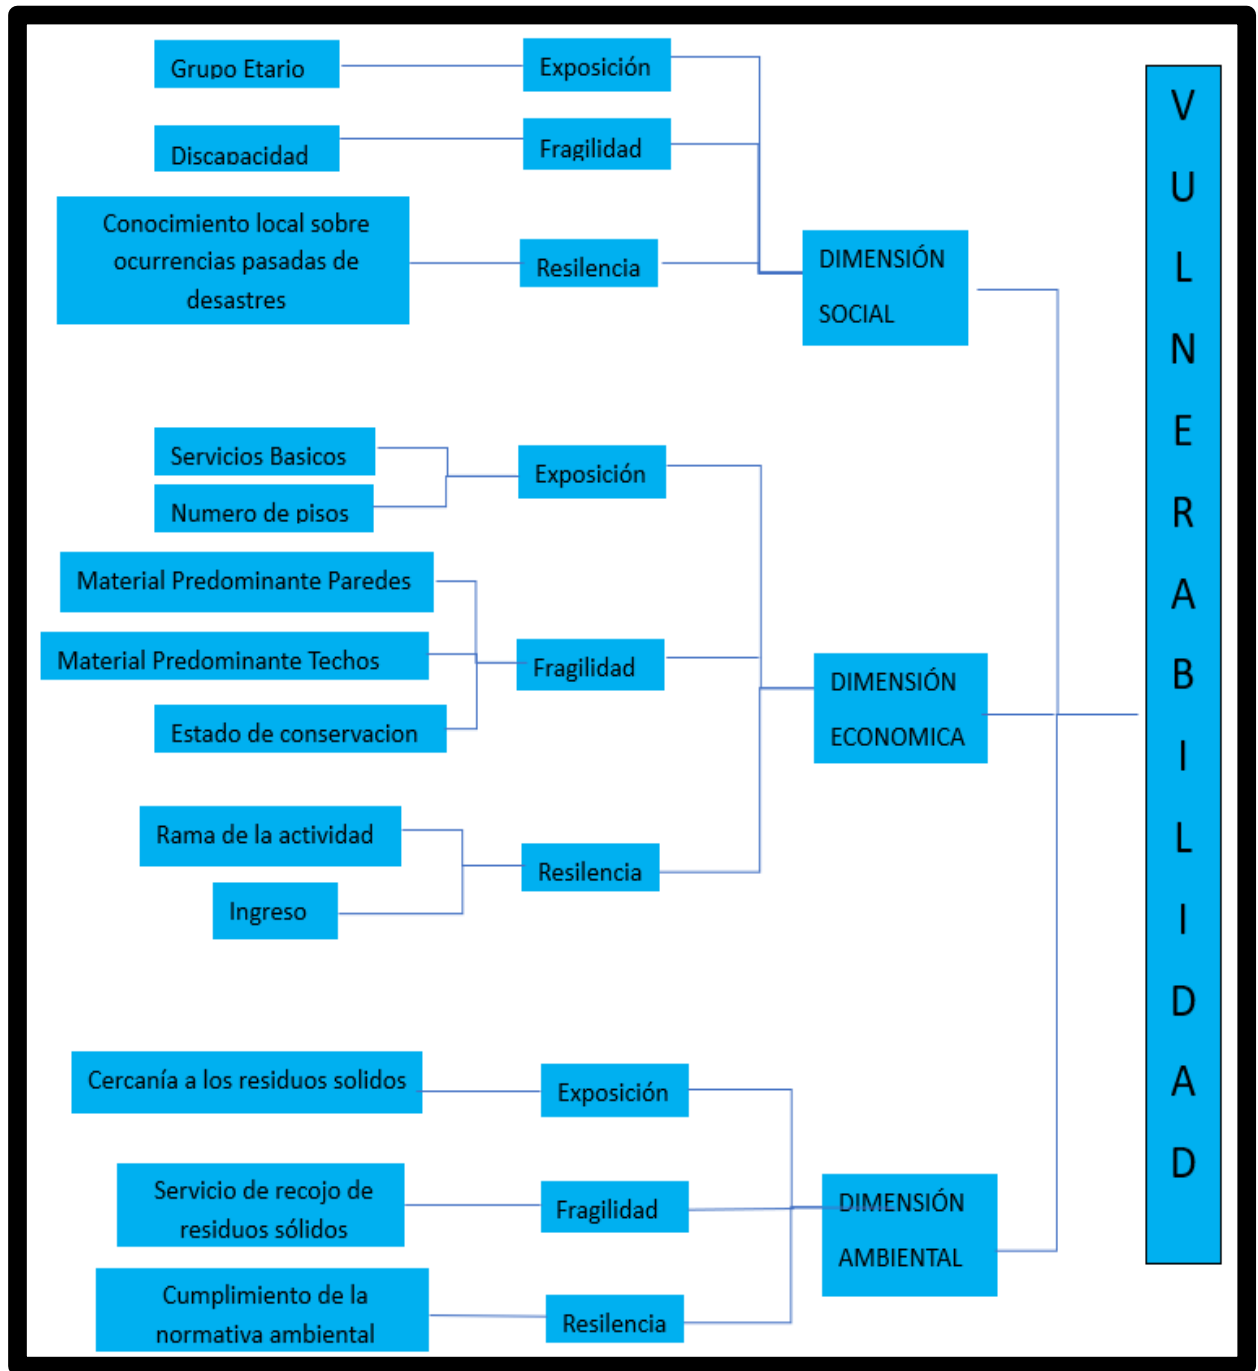 Grupo Etario
Exposición
Discapacidad
Fragilidad
Conocimiento local sobre
ocurrencias pasadas de
desastres
Resilencia
DIMENSIÓN
SOCIAL
Servicios Basicos
Numero de pisos
Exposición
Material Predominante Paredes
Material Predominante Techos
Estado de conservacion
Fragilidad
Rama de la actividad
Ingreso
Resilencia
DIMENSIÓN
ECONOMICA
Cercanía a los residuos solidos
Exposición
Servicio de recojo de
residuos sólidos
Fragilidad
Cumplimiento de la
normativa ambiental
Resilencia
DIMENSIÓN
AMBIENTAL
V
U
L
N
E
R
A
B
I
L
I
D
A
D